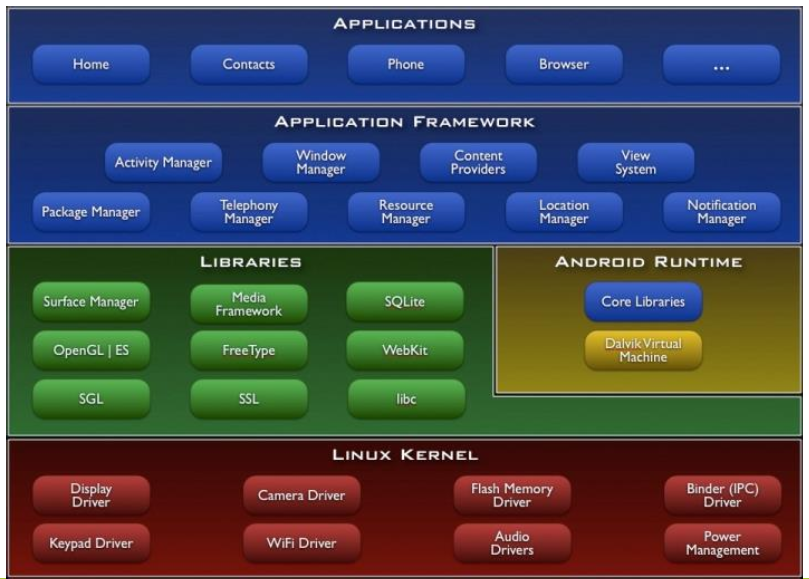 APPLICATIONS
Home
Contacts
Phone
Browser
...
APPLICATION FRAMEWORK
Activity Manager
Window
Manager
Content
Providers
View
System
Package Manager
Telephony
Manager
Resource
Manager
Location
Manager
Notification
Manager
LIBRARIES
Surface Manager
Media
Framework
SQLite
OpenGL | ES
FreeType
WebKit
SGL
SSL
libc
ANDROID RUNTIME
Core Libraries
Dalvik Virtual
Machine
LINUX KERNEL
Display
Driver
Camera Driver
Flash Memory
Driver
Binder (IPC)
Driver
Keypad Driver
WiFi Driver
Audio
Drivers
Power
Management